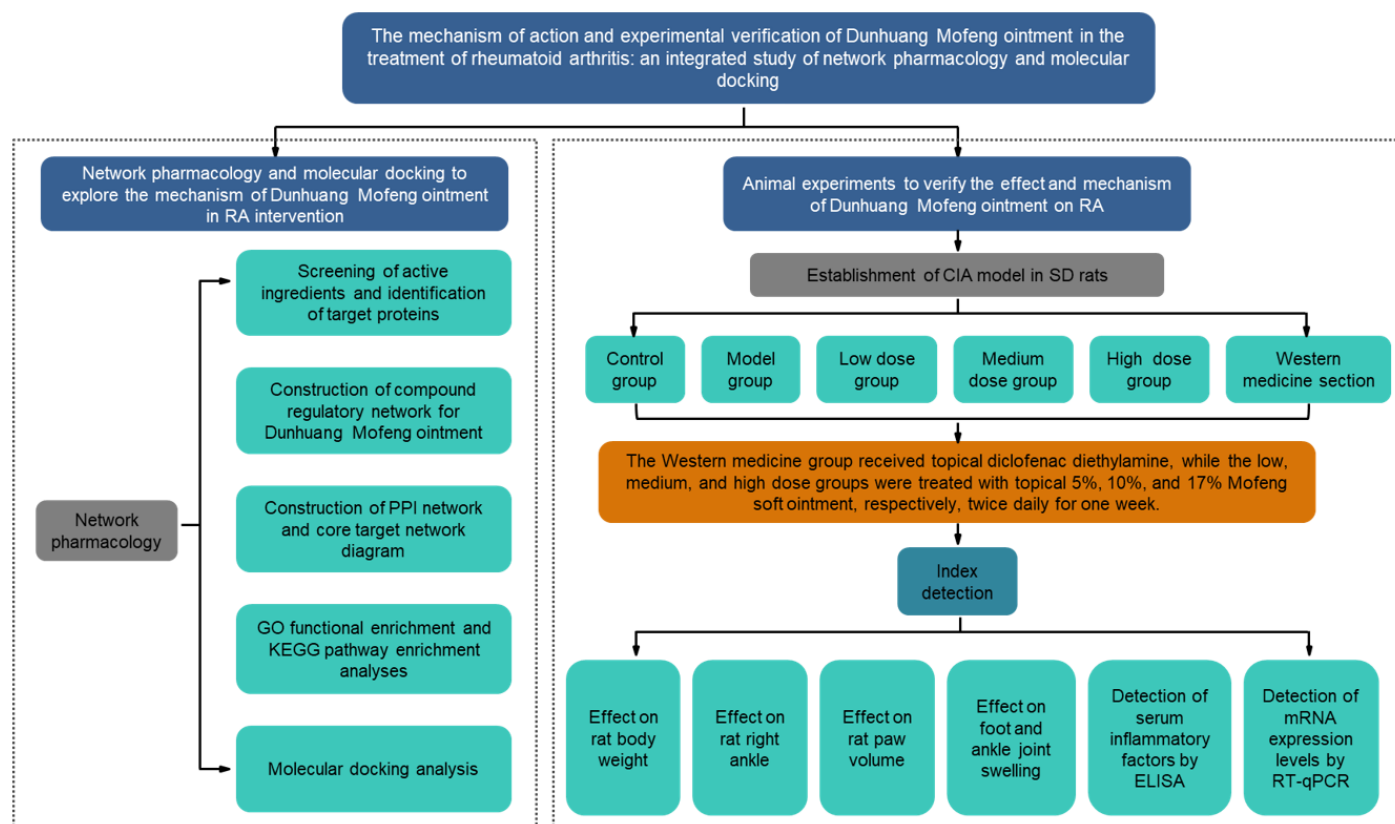 The mechanism of action and experimental verification of Dunhuang Mofeng ointment in the
treatment of rheumatoid arthritis: an integrated study of network pharmacology and molecular
docking
Network pharmacology and molecular docking to
explore the mechanism of Dunhuang Mofeng ointment
in RA intervention
Network
pharmacology
Screening of active
ingredients and identification
of target proteins
Construction of compound
regulatory network for
Dunhuang Mofeng ointment
Construction of PPI network
and core target network
diagram
GO functional enrichment and
KEGG pathway enrichment
analyses
Molecular docking analysis
Animal experiments to verify the effect and mechanism
of Dunhuang Mofeng ointment on RA
Establishment of CIA model in SD rats
Control
group
Model
group
Low dose
group
Medium
dose group
High dose
group
Western
medicine section
The Western medicine group received topical diclofenac diethylamine, while the low,
medium, and high dose groups were treated with topical 5%, 10%, and 17% Mofeng
soft ointment, respectively, twice daily for one week.
Index
detection
Effect on
rat body
weight
Effect on
rat right
ankle
Effect on
rat paw
volume
Effect on
foot and
ankle joint
swelling
Detection of
serum
inflammatory
factors by
ELISA
Detection of
mRNA
expression
levels by
RT-qPCR